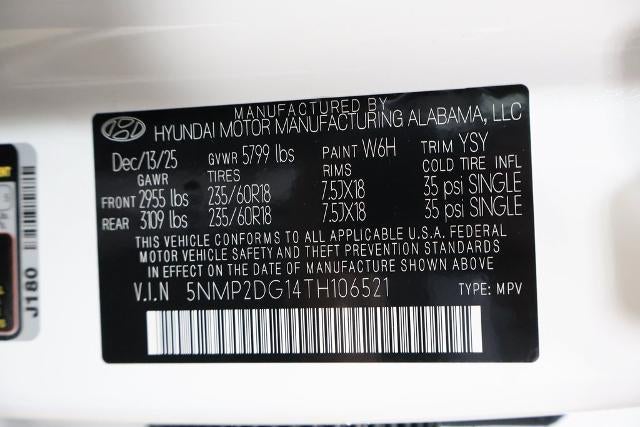 MANUFACTURED BY
HYUNDAI MOTOR MANUFACTURING ALABAMA, LLC
Dec/13/25 GVWR 5799 lbs PAINT W6H TRIM YSY
GAWR TIRES RIMS COLD TIRE INFL
FRONT 2955 lbs 235/60R18 7.5JX18 35 psi SINGLE
REAR 3109 lbs 235/60R18 7.5JX18 35 psi SINGLE
THIS VEHICLE CONFORMS TO ALL APPLICABLE U.S.A. FEDERAL
MOTOR VEHICLE SAFETY AND THEFT PREVENTION STANDARDS
IN EFFECT ON THE DATE OF MANUFACTURE SHOWN ABOVE
V.I.N 5NMP2DG14TH106521 TYPE: MPV
J180